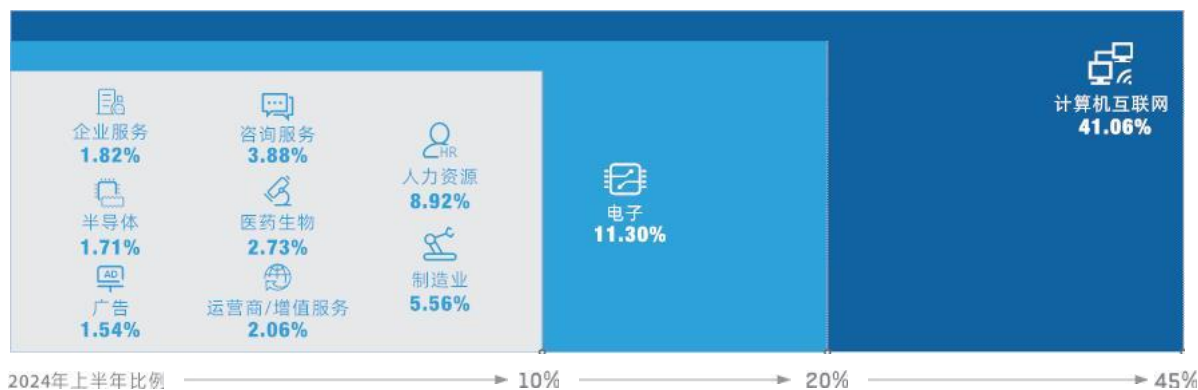 计算机互联网
41.06%
企业服务
1.82%
咨询服务
3.88%
HR
人力资源
8.92%
电子
11.30%
半导体
1.71%
医药生物
2.73%
制造业
5.56%
AD
广告
1.54%
运营商/增值服务
2.06%
2024年上半年比例
10%
20%
45%